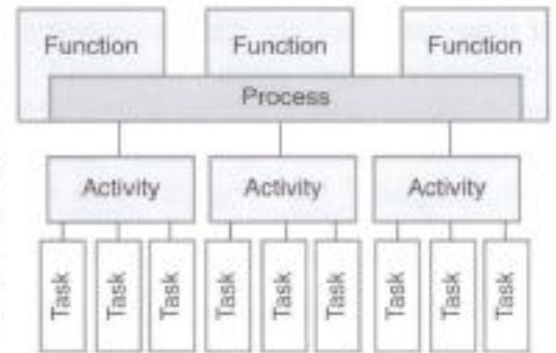 Function Function Function
Process
Activity Activity Activity
Task Task Task Task Task Task Task Task Task